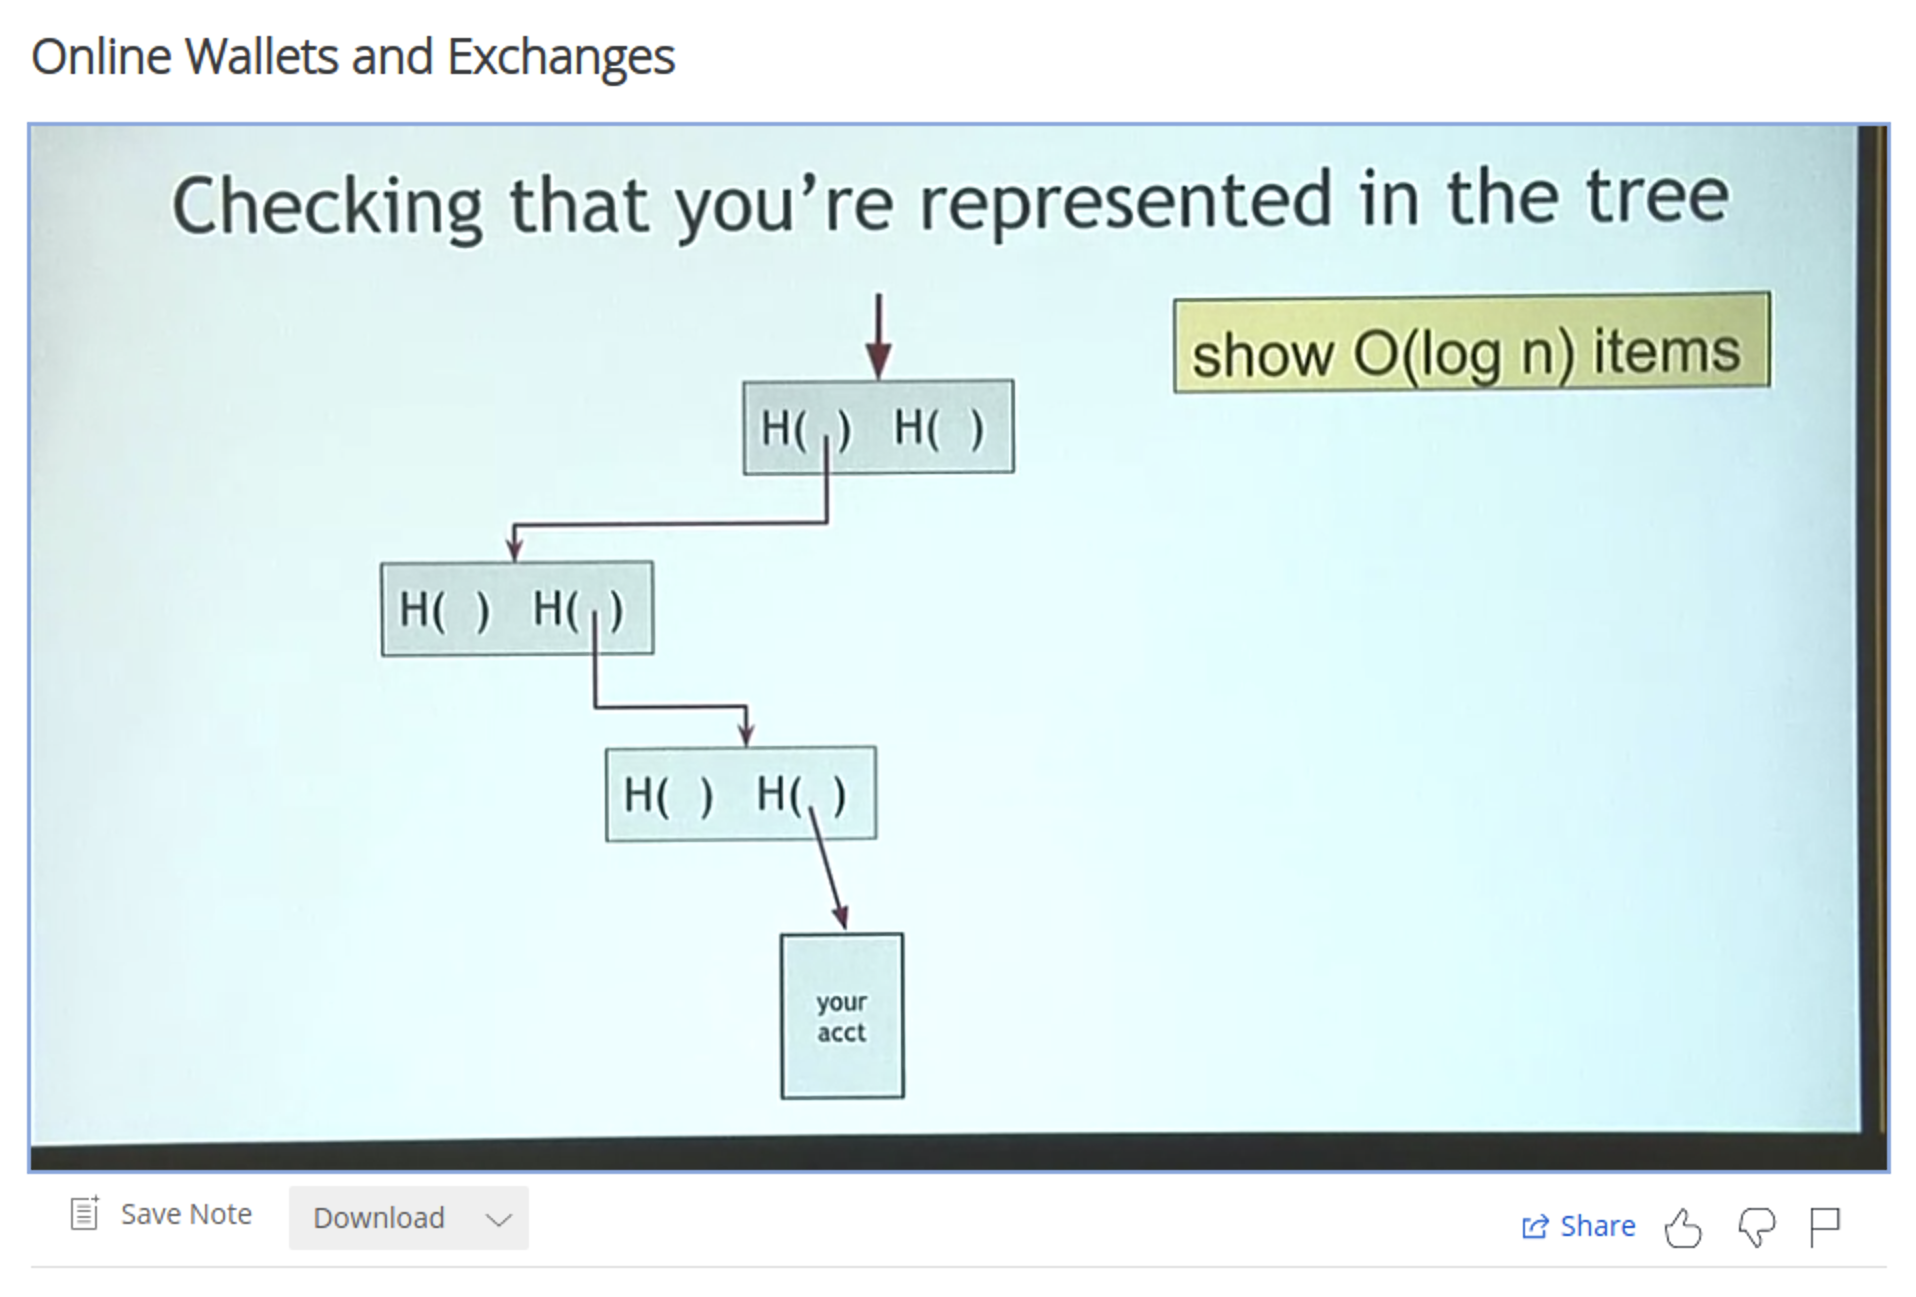 Online Wallets and Exchanges
Checking that you're represented in the tree
show O(log n) items
H( ) H( )
H( ) H( )
H( ) H( )
your
acct
Save Note
Download
Share